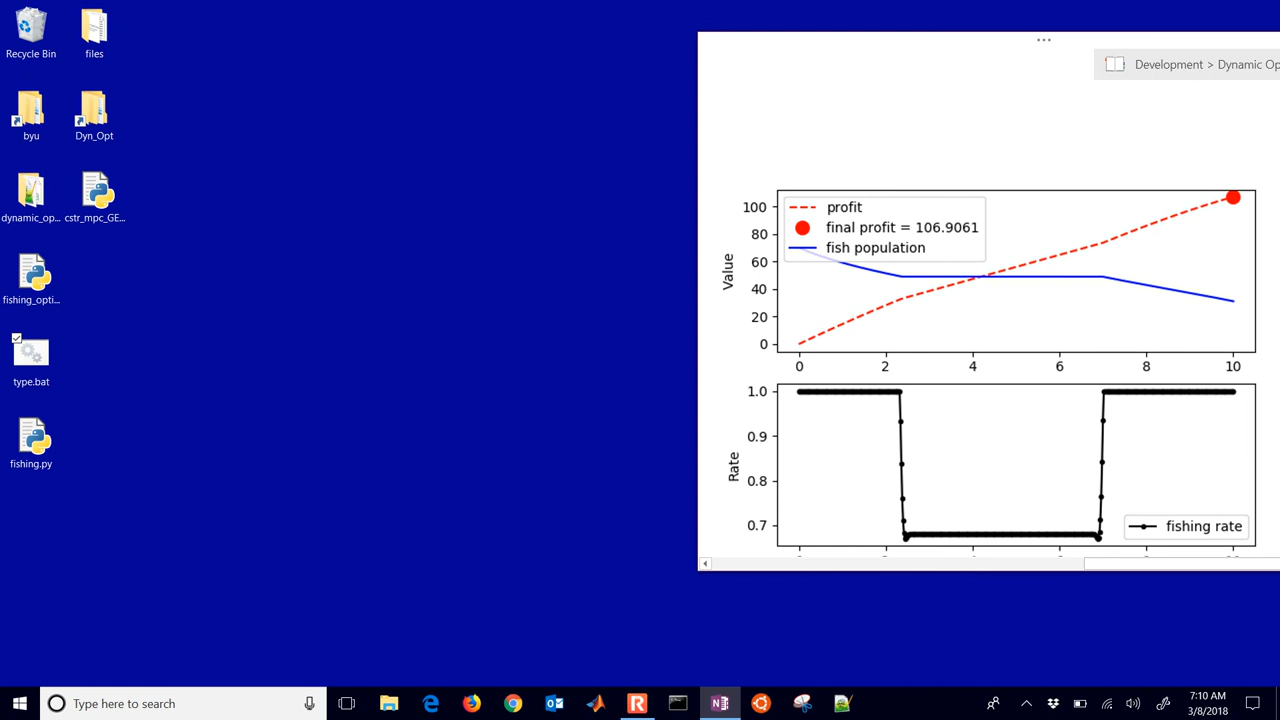 Recycle Bin
files
byu
Dyn_Opt
dynamic_op...
cstr_mpc_GE...
fishing_opti...
type.bat
fishing.py
...
Development > Dynamic Op
profit
final profit = 106.9061
fish population
Value
100
80
60
40
20
0
0 2 4 6 8 10
Rate
1.0
0.9
0.8
0.7
fishing rate
Type here to search
7:10 AM
3/8/2018